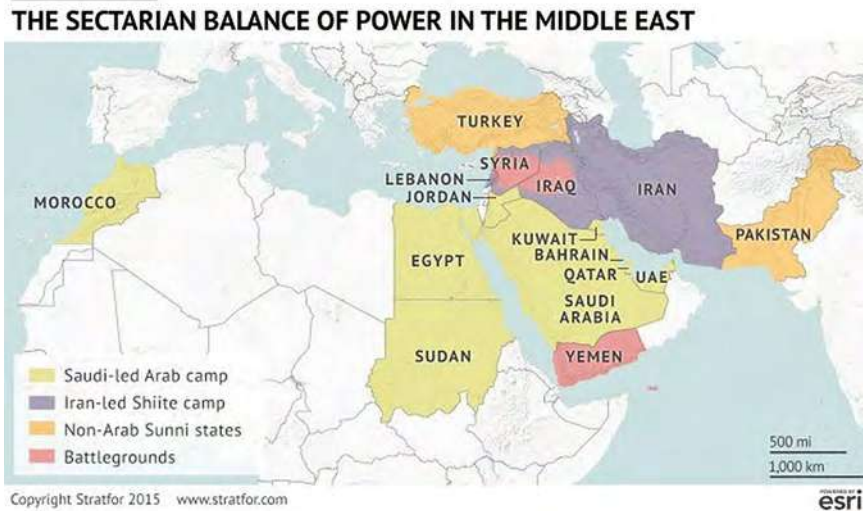 THE SECTARIAN BALANCE OF POWER IN THE MIDDLE EAST
TURKEY
SYRIA
LEBANON
IRAQ
IRAN
JORDAN
MOROCCO
PAKISTAN
KUWAIT
BAHRAIN
EGYPT
QATAR
UAE
SAUDI
ARABIA
SUDAN
YEMEN
Saudi-led Arab camp
Iran-led Shiite camp
Non-Arab Sunni states
Battlegrounds
500 mi
1,000 km
Copyright Stratfor 2015 www.stratfor.com
POWERED BY
esri